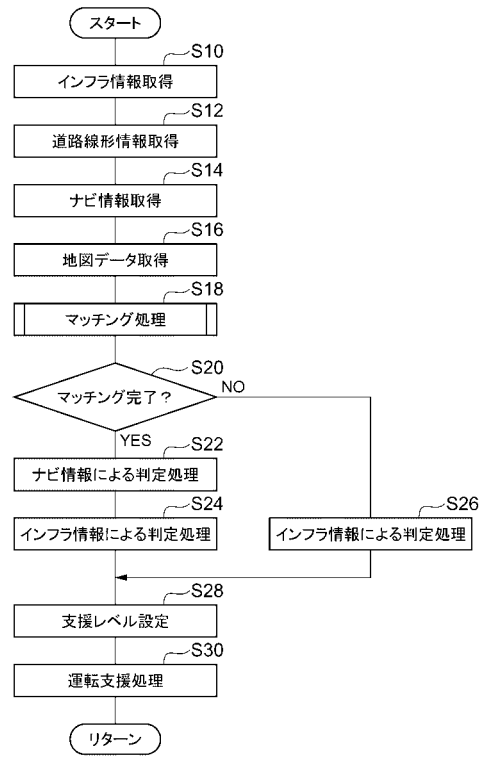 スタート
S10
インフラ情報取得
S12
道路線形情報取得
S14
ナビ情報取得
S16
地図データ取得
S18
マッチング処理
S20
マッチング完了？
NO
YES
S22
ナビ情報による判定処理
S24
インフラ情報による判定処理
S26
インフラ情報による判定処理
S28
支援レベル設定
S30
運転支援処理
リターン